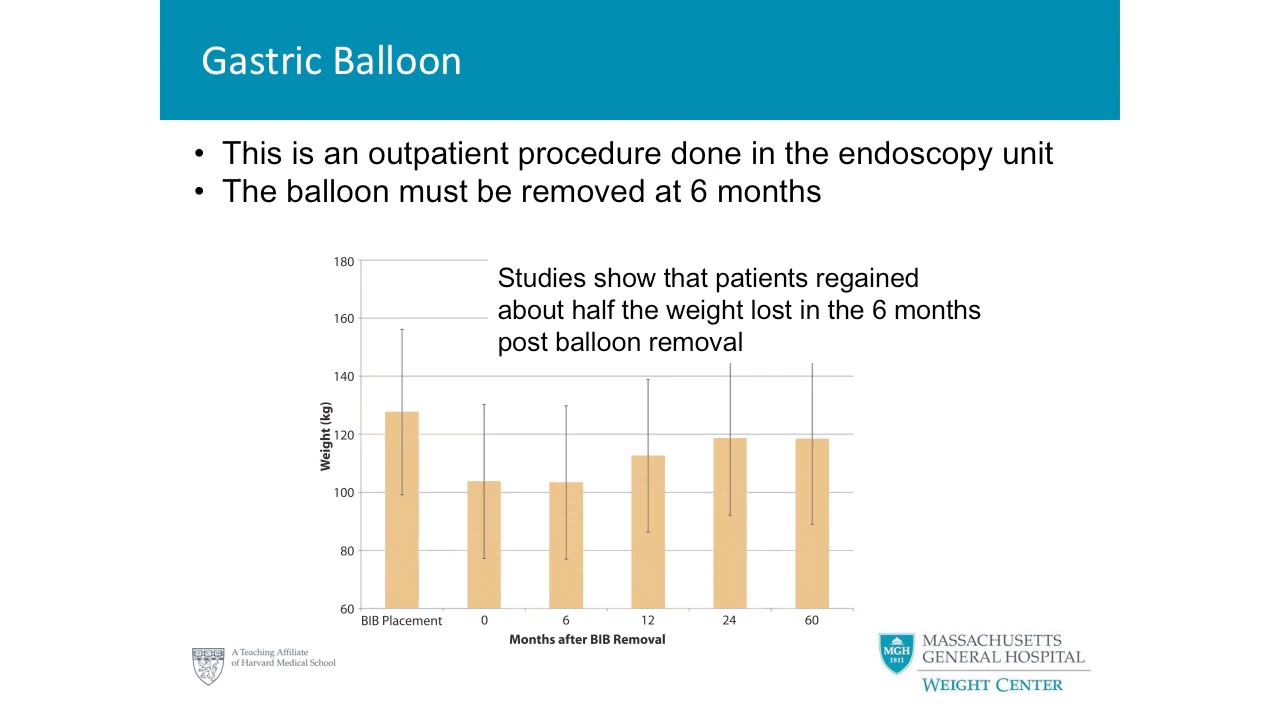 Gastric Balloon
• This is an outpatient procedure done in the endoscopy unit
• The balloon must be removed at 6 months
Studies show that patients regained
about half the weight lost in the 6 months
post balloon removal
180
160
140
120
100
80
60
Weight (kg)
BIB Placement 0 6 12 24 60
Months after BIB Removal
A Teaching Affiliate
of Harvard Medical School
MGH
1811
MASSACHUSETTS
GENERAL HOSPITAL
WEIGHT CENTER